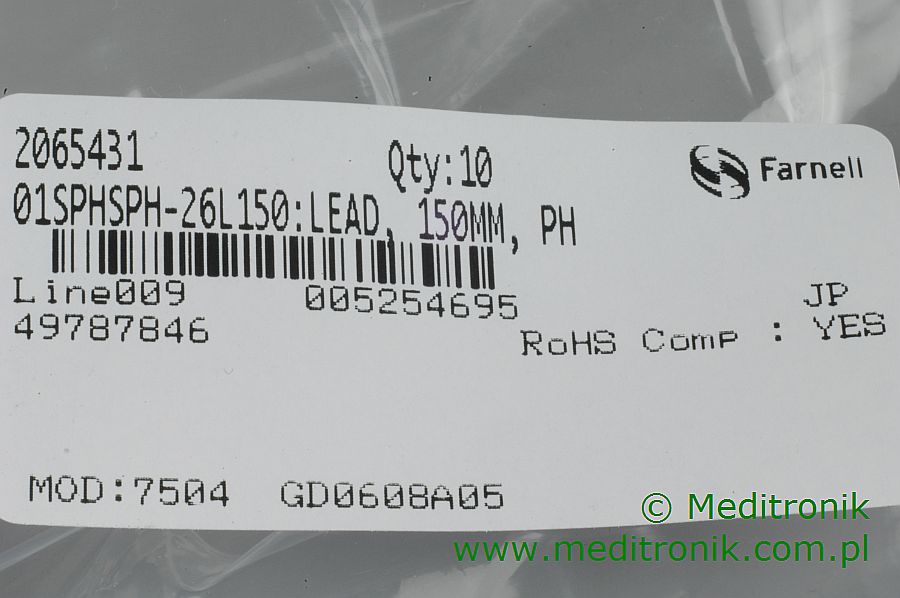 2065431 Qty:10
Farnell
01SPHSPH-26L150:LEAD, 150MM, PH
Line009 005254695 JP
49787846 RoHS Comp : YES
MOD:7504 GD0608A05
© Meditronik
www.meditronik.com.pl